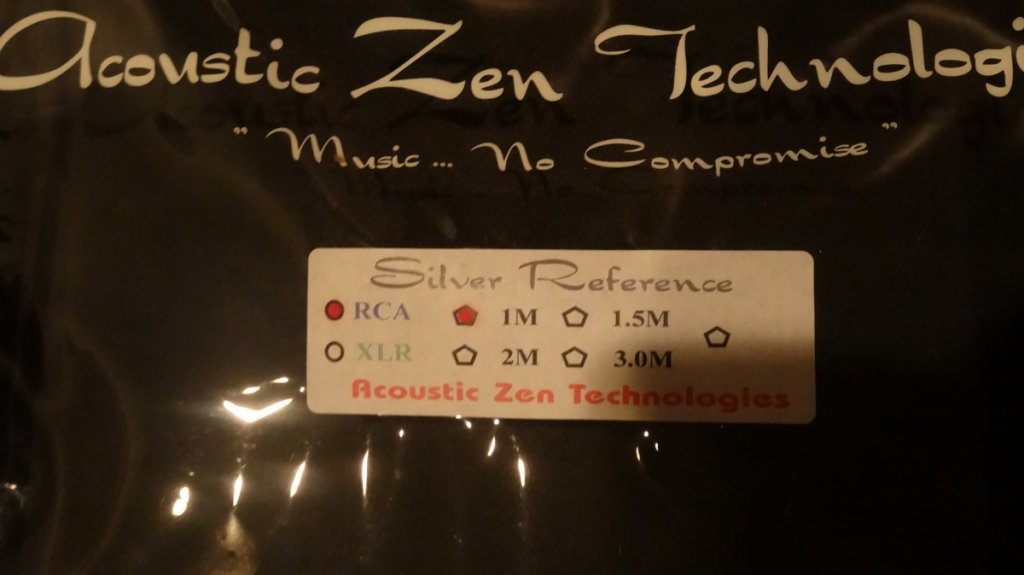 Acoustic Zen Technologi
"Music... No Compromise"
Silver Reference
RCA 1M 1.5M
XLR 2M 3.0M
Acoustic Zen Technologies